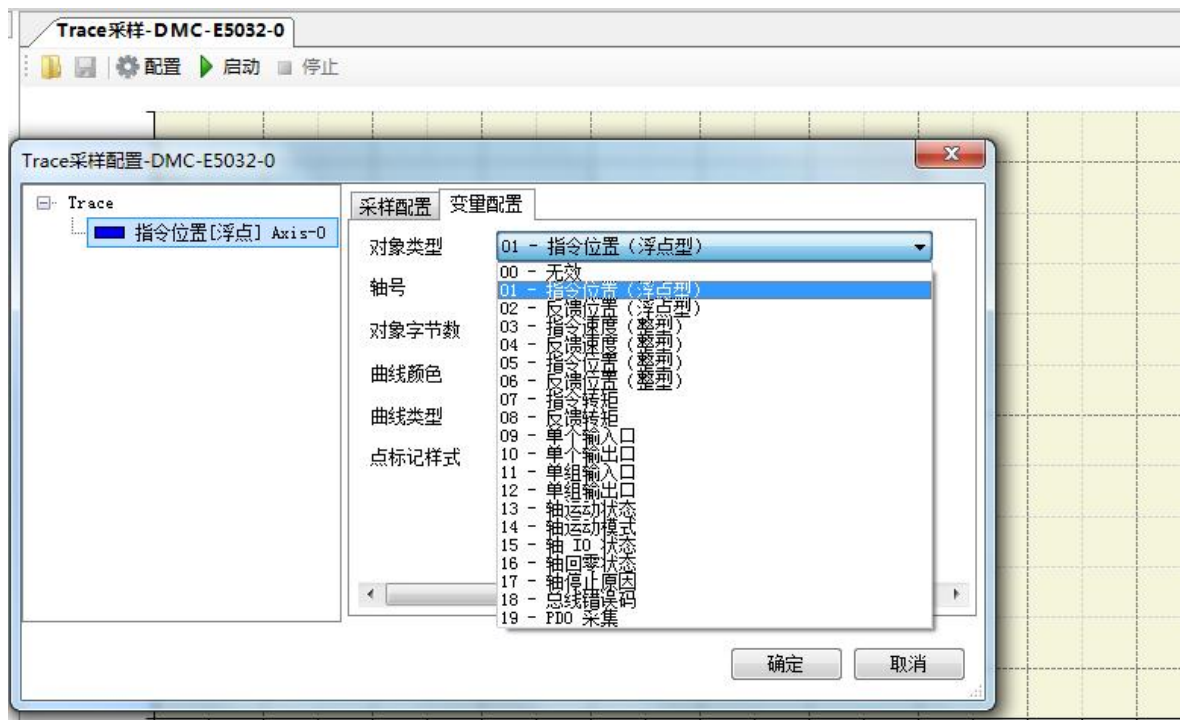 Trace采样-DMC-E5032-0
配置 启动 停止
Trace采样配置-DMC-E5032-0
Trace
指令位置[浮点] Axis-0
采样配置 变量配置
对象类型 01 - 指令位置（浮点型）
轴号
对象字节数
曲线颜色
曲线类型
点标记样式
00 - 无效
01 - 指令位置（浮点型）
02 - 反馈位置（浮点型）
03 - 指令速度（整型）
04 - 反馈速度（整型）
05 - 指令位置（整型）
06 - 反馈位置（整型）
07 - 指令转矩
08 - 反馈转矩
09 - 单个输入口
10 - 单个输出口
11 - 单组输入口
12 - 单组输出口
13 - 轴运动状态
14 - 轴运动模式
15 - 轴 IO 状态
16 - 轴回零状态
17 - 轴停止原因
18 - 总线错误码
19 - PDO 采集
确定 取消